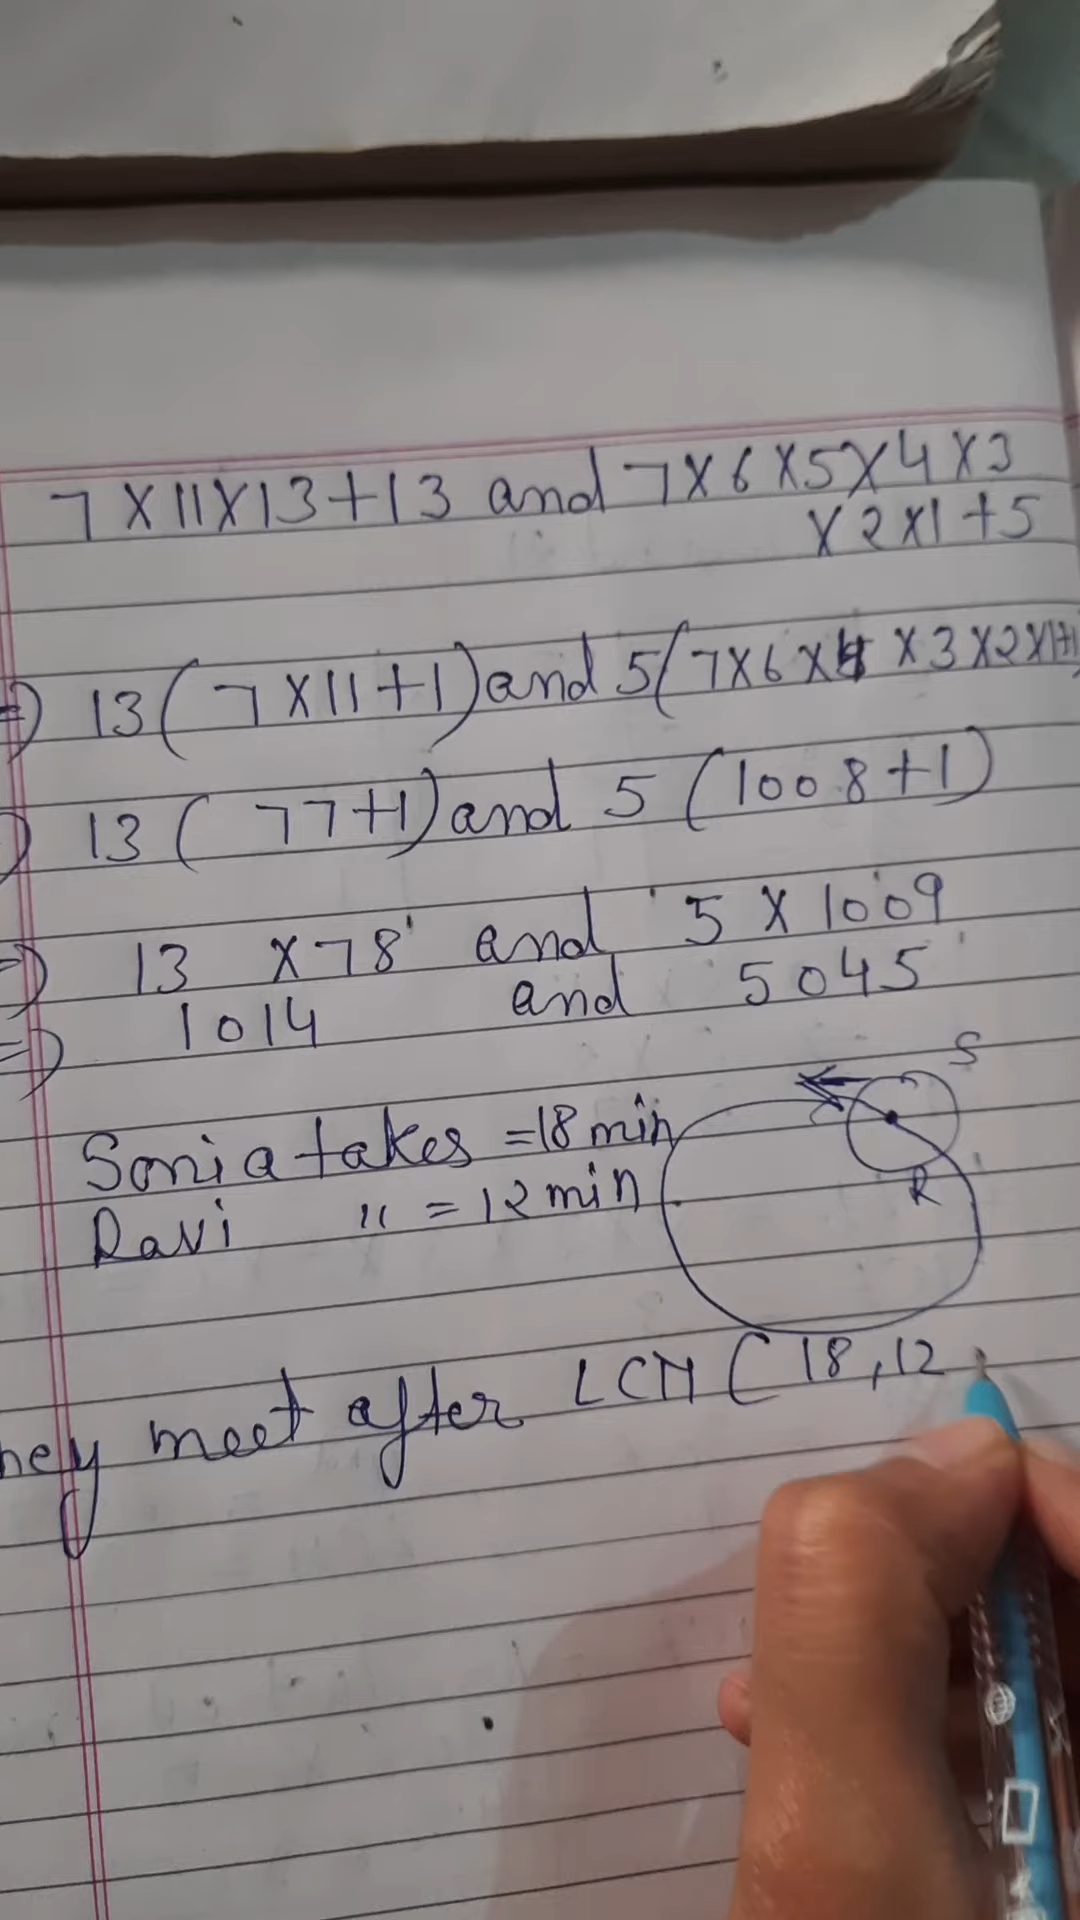 7×11×13+13 and 7×6×5×4×3
×2×1+5
=) 13(7×11+1) and 5(7×6×4×3×2×1+1)
) 13(77+1) and 5(1008+1)
=) 13 ×78 and 5×1009
=) 1014 and 5045
S
Sonia takes =18 min
R
Ravi " =12min
hey meet after LCM (18,12